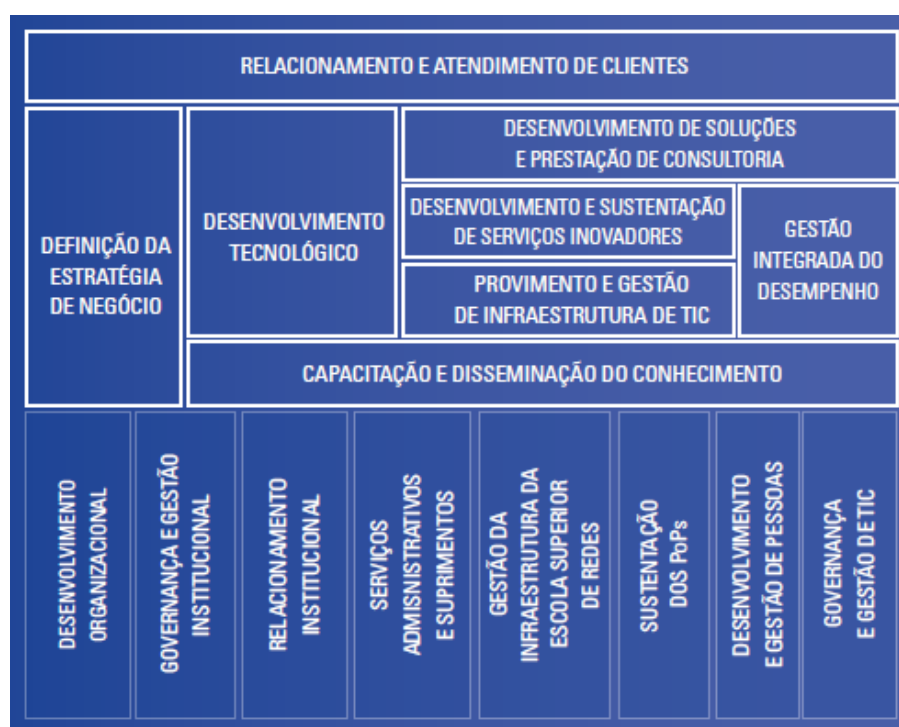 RELACIONAMENTO E ATENDIMENTO DE CLIENTES
DEFINIÇÃO DA
ESTRATÉGIA
DE NEGÓCIO
DESENVOLVIMENTO
TECNOLÓGICO
DESENVOLVIMENTO DE SOLUÇÕES
E PRESTAÇÃO DE CONSULTORIA
DESENVOLVIMENTO E SUSTENTAÇÃO
DE SERVIÇOS INOVADORES
PROVIMENTO E GESTÃO
DE INFRAESTRUTURA DE TIC
GESTÃO
INTEGRADA DO
DESEMPENHO
CAPACITAÇÃO E DISSEMINAÇÃO DO CONHECIMENTO
DESENVOLVIMENTO
ORGANIZACIONAL
GOVERNANÇA E GESTÃO
INSTITUCIONAL
RELACIONAMENTO
INSTITUCIONAL
SERVIÇOS
ADMISNISTRATIVOS
E SUPRIMENTOS
GESTÃO DA
INFRAESTRUTURA DA
ESCOLA SUPERIOR
DE REDES
SUSTENTAÇÃO
DOS PoPs
DESENVOLVIMENTO
E GESTÃO DE PESSOAS
GOVERNANÇA
E GESTÃO DE TIC